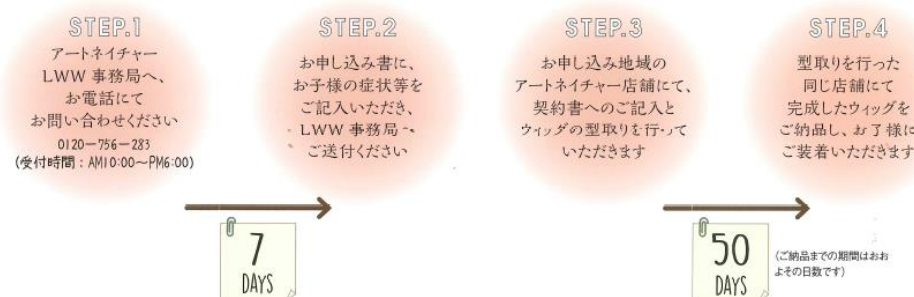 STEP.1
アートネイチャー
LWW 事務局へ、
お電話にて
お問い合わせください
0120-756-283
(受付時間：AM10:00～PM6:00)
STEP.2
お申し込み書に、
お子様の症状等を
ご記入いただき、
LWW 事務局へ
ご送付ください
STEP.3
お申し込み地域の
アートネイチャー店舗にて、
契約書へのご記入と
ウィッグの型取りを行って
いただきます
STEP.4
型取りを行った
同じ店舗にて
完成したウィッグを
ご納品し、お子様に
ご装着いただきます
7
DAYS
50
DAYS
(ご納品までの期間はおお
よその日数です)